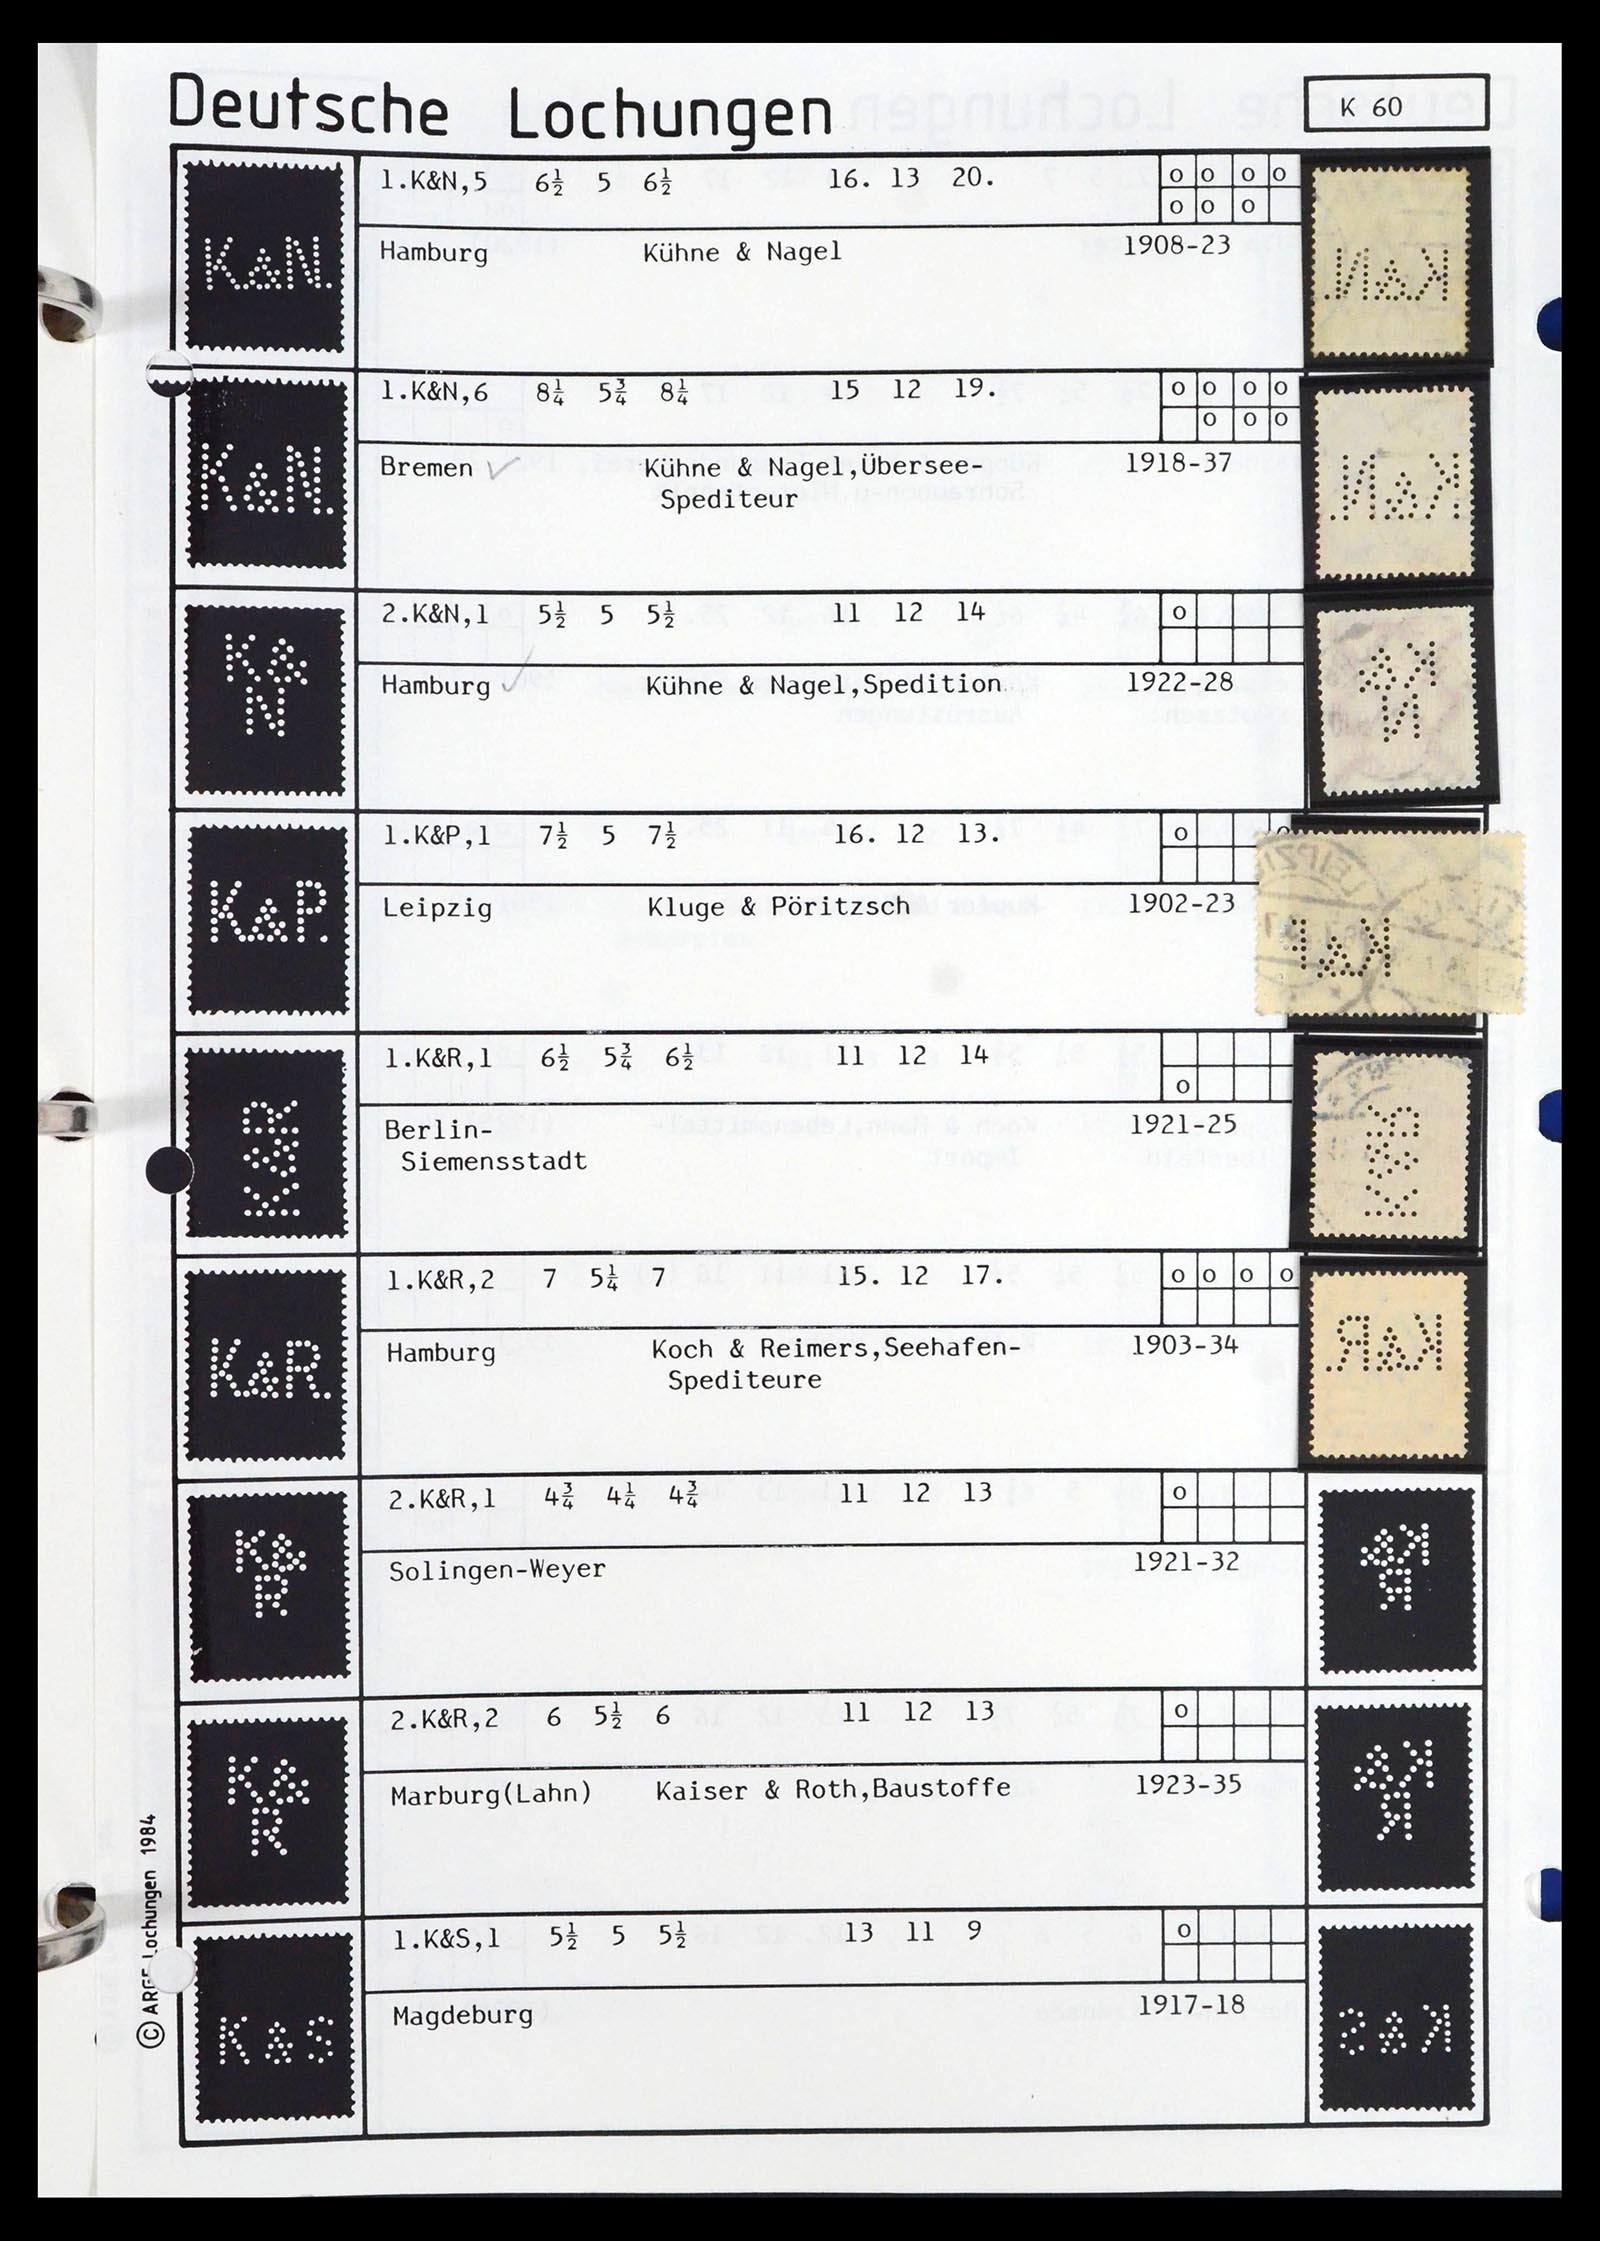 Deutsche Lochungen
K 60
K&N.
1.K&N,5 6½ 5 6½ 16. 13 20.
o o o o
o o o
Hamburg Kühne & Nagel 1908-23
K&N.
K&N.
1.K&N,6 8¼ 5¾ 8¼ 15 12 19.
o o o o
o o o
Bremen ✓ Kühne & Nagel,Übersee- 1918-37
Spediteur
K&N.
K&
N
2.K&N,1 5½ 5 5½ 11 12 14
o
Hamburg ✓ Kühne & Nagel,Spedition 1922-28
K&
N
K&P.
1.K&P,1 7½ 5 7½ 16. 12 13.
o o
Leipzig Kluge & Pöritzsch 1902-23
LEIPZIG
K&P
K&R
1.K&R,1 6½ 5¾ 6½ 11 12 14
o
Berlin- 1921-25
Siemensstadt
K&R
K&R.
1.K&R,2 7 5¼ 7 15. 12 17.
o o o o
Hamburg Koch & Reimers,Seehafen- 1903-34
Spediteure
K&R.
K&
R
2.K&R,1 4¾ 4¼ 4¾ 11 12 13
o
Solingen-Weyer 1921-32
K&
R
K&
R
2.K&R,2 6 5½ 6 11 12 13
o
Marburg(Lahn) Kaiser & Roth,Baustoffe 1923-35
K&
R
K&S
1.K&S,1 5½ 5 5½ 13 11 9
o
Magdeburg 1917-18
K&S
© ARGE Lochungen 1984